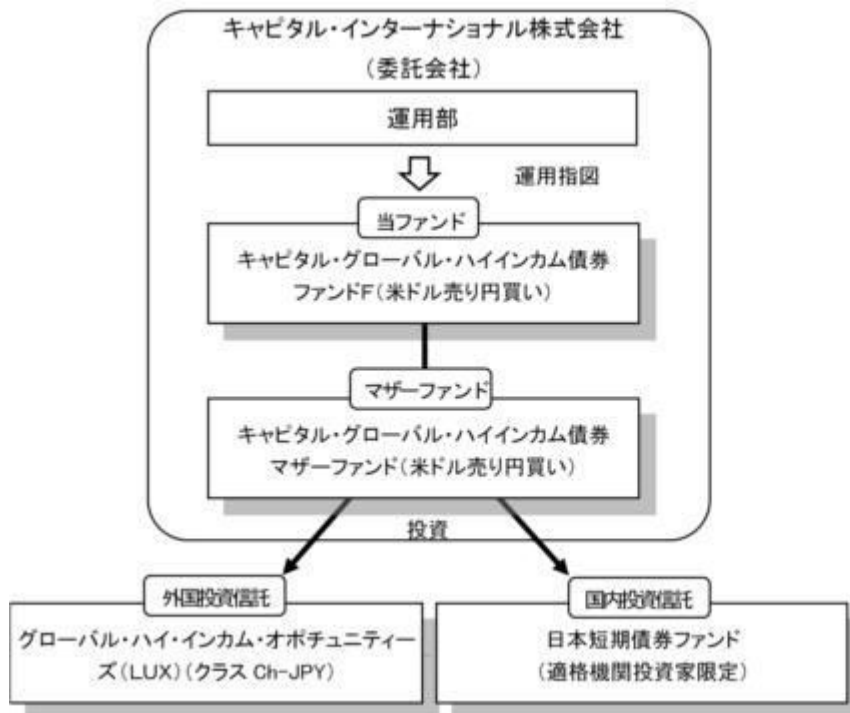 キャピタル・インターナショナル株式会社
（委託会社）
運用部
運用指図
当ファンド
キャピタル・グローバル・ハイインカム債券
ファンドF（米ドル売り円買い）
マザーファンド
キャピタル・グローバル・ハイインカム債券
マザーファンド（米ドル売り円買い）
投資
外国投資信託
グローバル・ハイ・インカム・オポチュニティー
ズ（LUX）（クラス Ch-JPY）
国内投資信託
日本短期債券ファンド
（適格機関投資家限定）